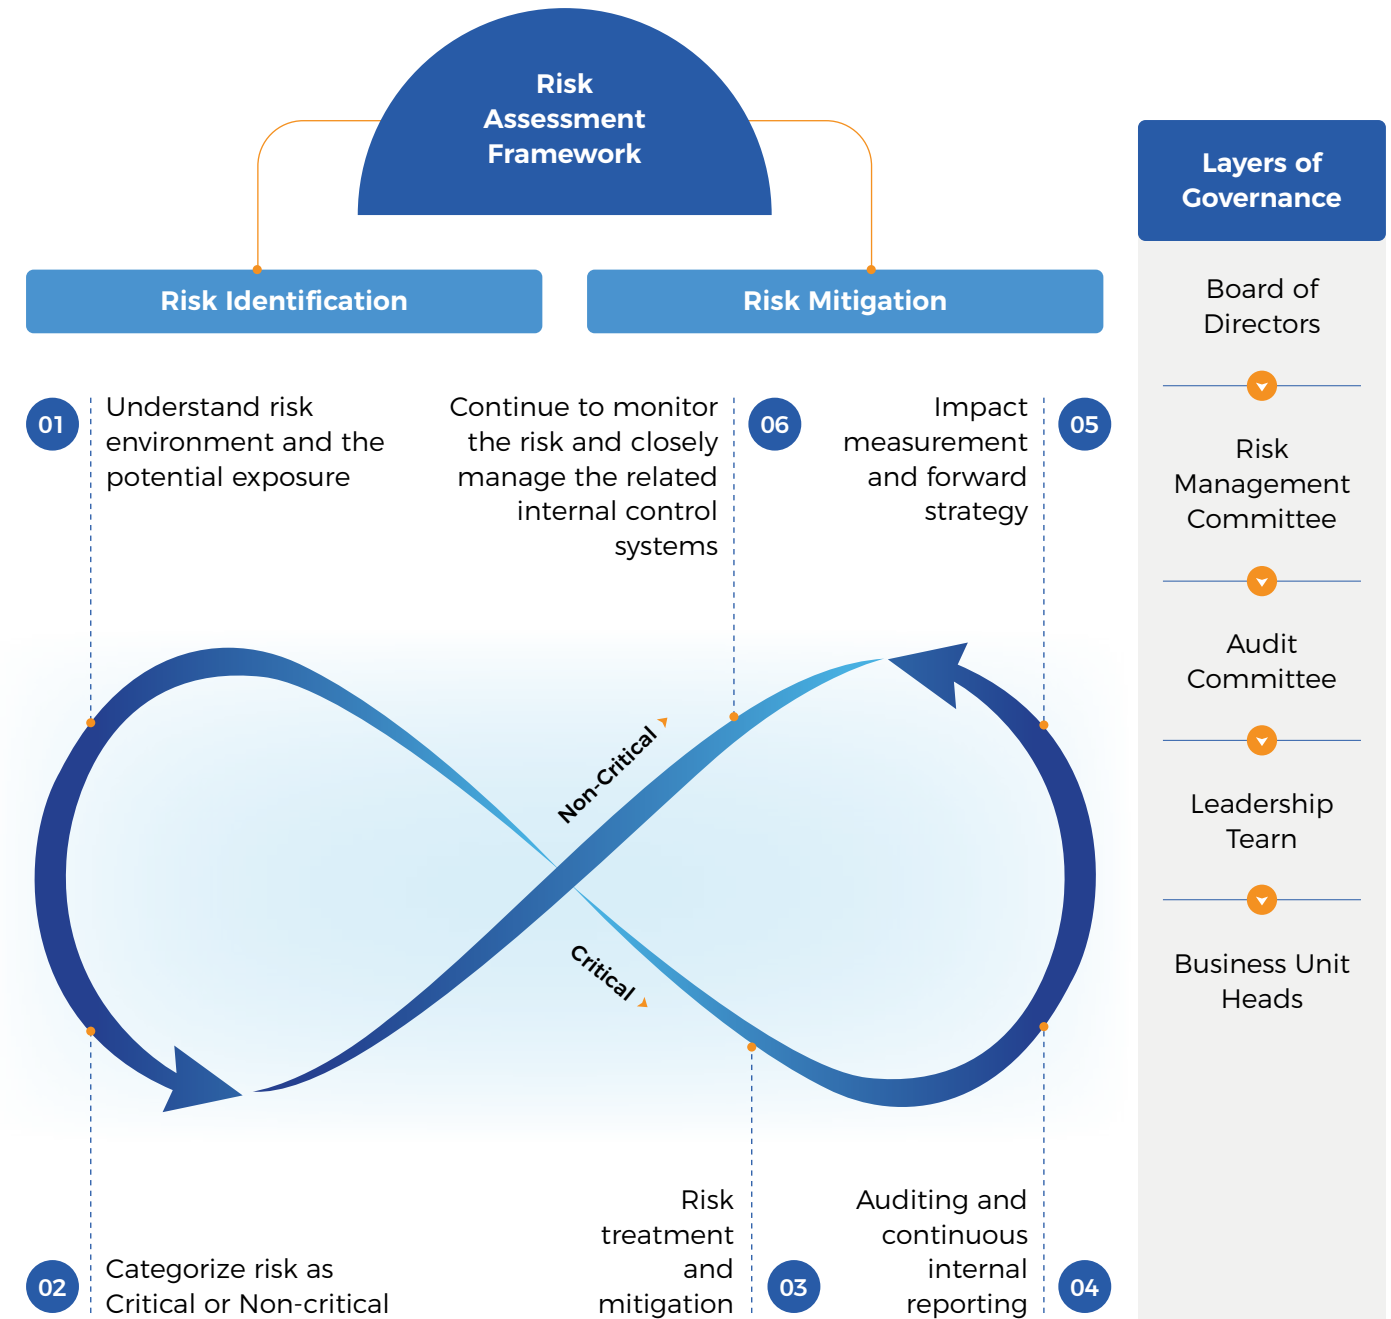 Risk
Assessment
Framework
Risk Identification
Risk Mitigation
01
Understand risk
environment and the
potential exposure
Continue to monitor
the risk and closely
manage the related
internal control
systems
06
Impact
measurement
and forward
strategy
05
Non-Critical
Critical
02
Categorize risk as
Critical or Non-critical
Risk
treatment
and
mitigation
03
Auditing and
continuous
internal
reporting
04
Layers of
Governance
Board of
Directors
Risk
Management
Committee
Audit
Committee
Leadership
Tearn
Business Unit
Heads